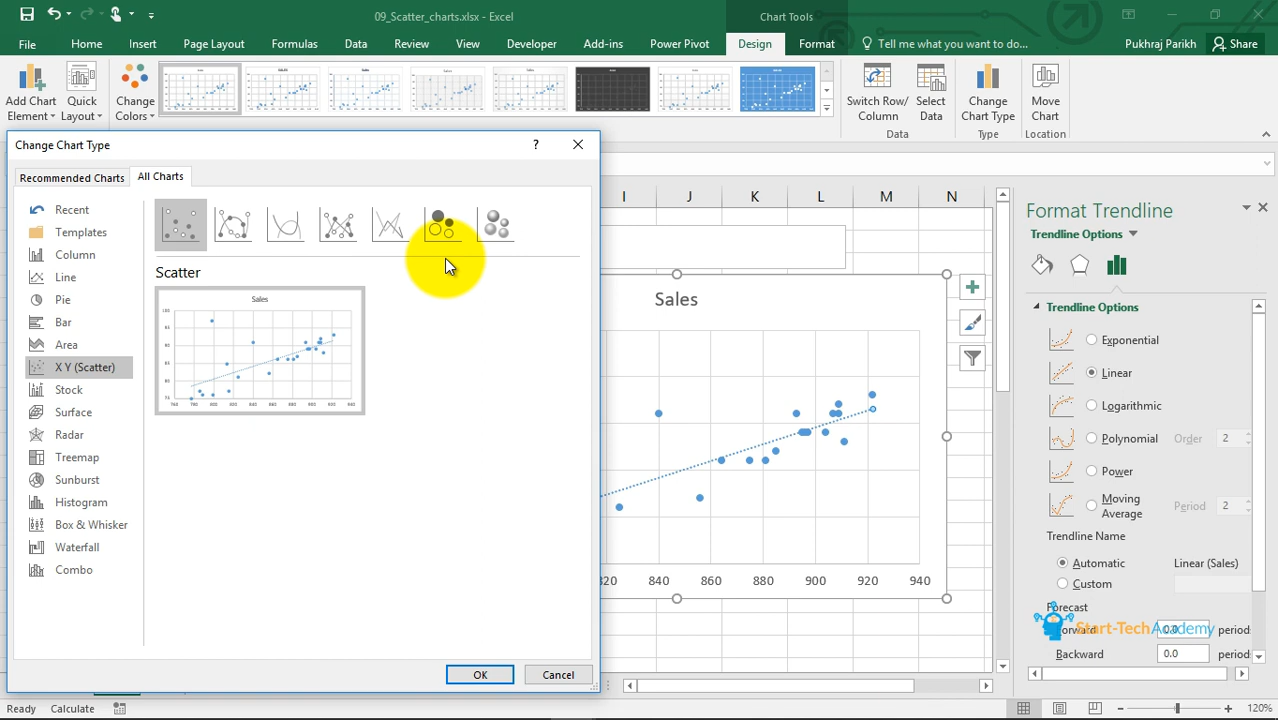 09_Scatter_charts.xlsx - Excel
Chart Tools
File Home Insert Page Layout Formulas Data Review View Developer Add-ins Power Pivot Design Format Tell me what you want to do... Pukhraj Parikh Share
Add Chart Element
Quick Layout
Change Colors
Switch Row/ Column
Select Data
Change Chart Type
Move Chart
Data
Type
Location
Change Chart Type
?
Recommended Charts
All Charts
Recent
Templates
Column
Line
Pie
Bar
Area
X Y (Scatter)
Stock
Surface
Radar
Treemap
Sunburst
Histogram
Box & Whisker
Waterfall
Combo
Scatter
Sales
OK
Cancel
I J K L M N
Sales
820 840 860 880 900 920 940
Format Trendline
Trendline Options
Trendline Options
Exponential
Linear
Logarithmic
Polynomial Order 2
Power
Moving Average Period 2
Trendline Name
Automatic Linear (Sales)
Custom
Forecast
Forward 0.0 period
Start-TechAcademy
Backward 0.0 period
Ready Calculate
120%